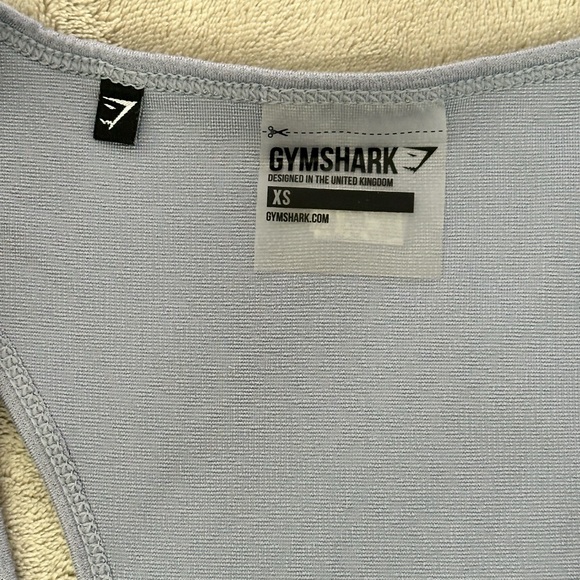 GYMSHARK
DESIGNED IN THE UNITED KINGDOM
XS
GYMSHARK.COM